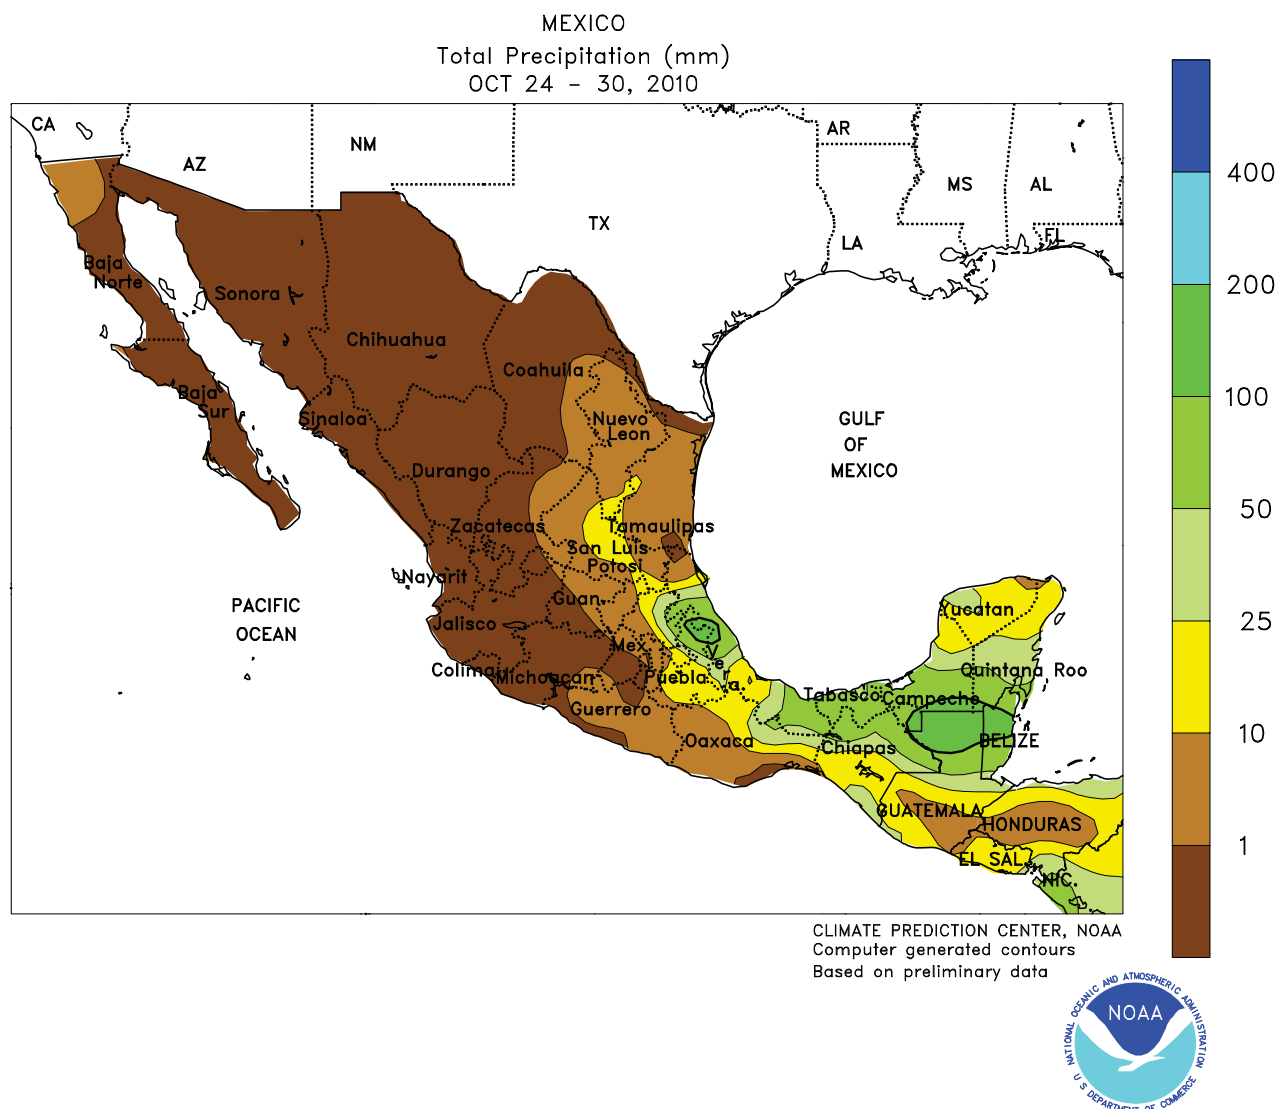 MEXICO
Total Precipitation (mm)
OCT 24 - 30, 2010
CA
AZ
NM
TX
AR
MS
AL
LA
FL
Baja
Norte
Sonora
Chihuahua
Coahuila
Baja
Sur
Sinaloa
Nuevo
Leon
Durango
Zacatecas
Tamaulipas
San Luis
Potosi
Nayarit
Guan.
Jalisco
Mex.
Colima
Michoacan
Puebla
Ver
a.
Guerrero
Oaxaca
Tabasco
Campeche
Chiapas
Yucatan
Quintana Roo
BELIZE
GUATEMALA
HONDURAS
EL SAL.
NIC.
GULF
OF
MEXICO
PACIFIC
OCEAN
400
200
100
50
25
10
1
CLIMATE PREDICTION CENTER, NOAA
Computer generated contours
Based on preliminary data
NATIONAL OCEANIC AND ATMOSPHERIC ADMINISTRATION
NOAA
U S DEPARTMENT OF COMMERCE